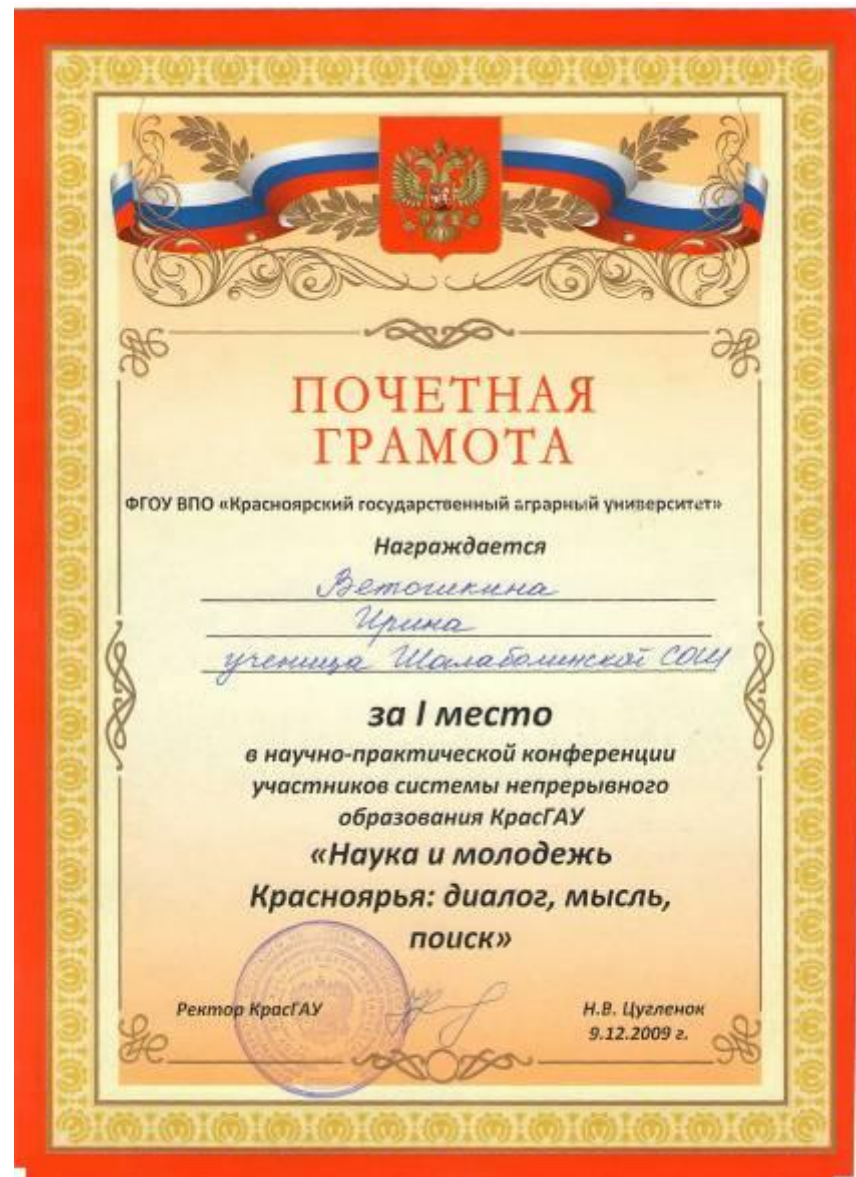 ПОЧЕТНАЯ
ГРАМОТА
ФГОУ ВПО «Красноярский государственный аграрный университет»
Награждается
Ветошкина
Ирина
ученица Шалаболинской СОШ
за I место
в научно-практической конференции
участников системы непрерывного
образования КрасГАУ
«Наука и молодежь
Красноярья: диалог, мысль,
поиск»
Ректор КрасГАУ
Н.В. Цугленок
9.12.2009 г.